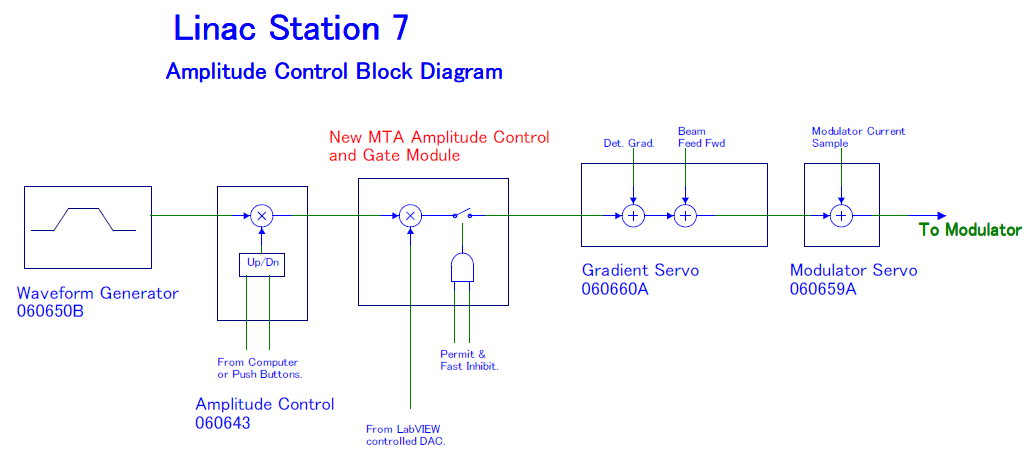 Linac Station 7
Amplitude Control Block Diagram
New MTA Amplitude Control
and Gate Module
Det. Grad.
Beam
Feed Fwd
Modulator Current
Sample
To Modulator
Up/Dn
Waveform Generator
060650B
From Computer
or Push Buttons.
Amplitude Control
060643
Permit &
Fast Inhibit.
From LabVIEW
controlled DAC.
Gradient Servo
060660A
Modulator Servo
060659A